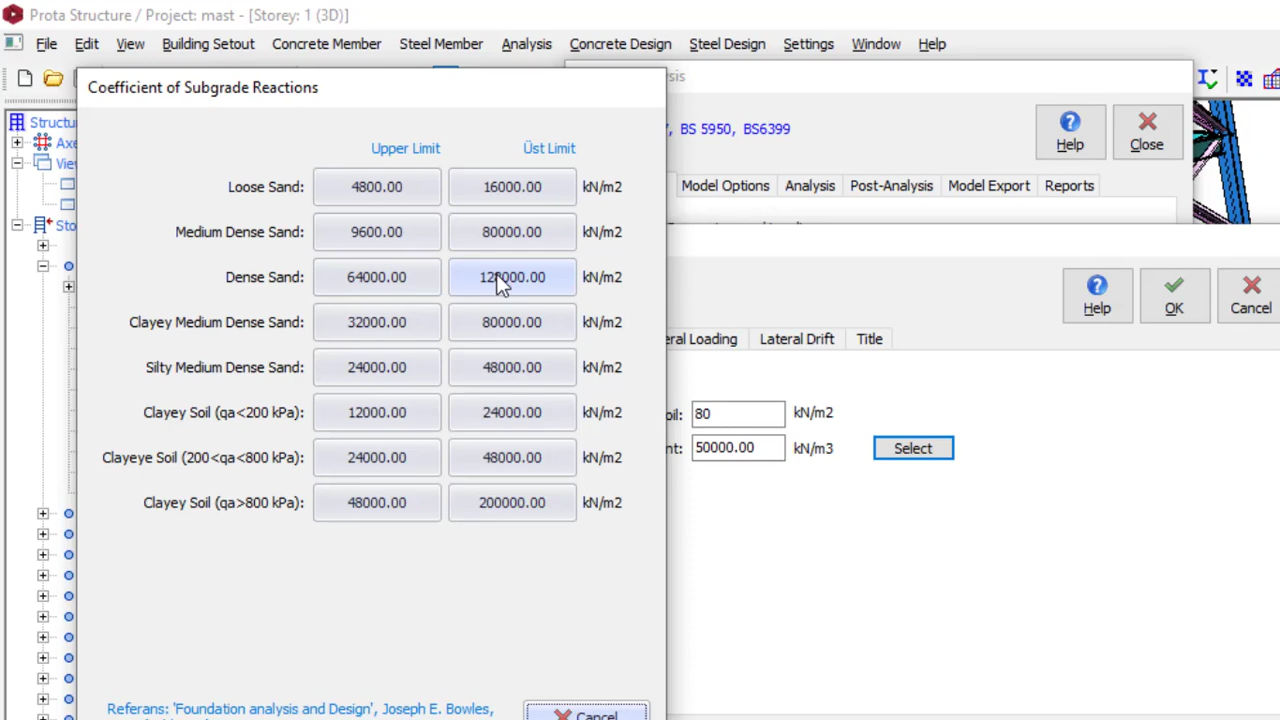 Prota Structure / Project: mast - [Storey: 1 (3D)]
File Edit View Building Setout Concrete Member Steel Member Analysis Concrete Design Steel Design Settings Window Help
Coefficient of Subgrade Reactions
Upper Limit Üst Limit
Loose Sand: 4800.00 16000.00 kN/m2
Medium Dense Sand: 9600.00 80000.00 kN/m2
Dense Sand: 64000.00 kN/m2
Clayey Medium Dense Sand: 32000.00 80000.00 kN/m2
Silty Medium Dense Sand: 24000.00 48000.00 kN/m2
Clayey Soil (qa<200 kPa): 12000.00 24000.00 kN/m2
Clayeye Soil (200<qa<800 kPa): 24000.00 48000.00 kN/m2
Clayey Soil (qa>800 kPa): 48000.00 200000.00 kN/m2
Referans: 'Foundation analysis and Design', Joseph E. Bowles,
Cancel
BS 5950, BS6399
Help Close
Model Options Analysis Post-Analysis Model Export Reports
Help OK Cancel
Loading Lateral Drift Title
80 kN/m2
50000.00 kN/m3 Select